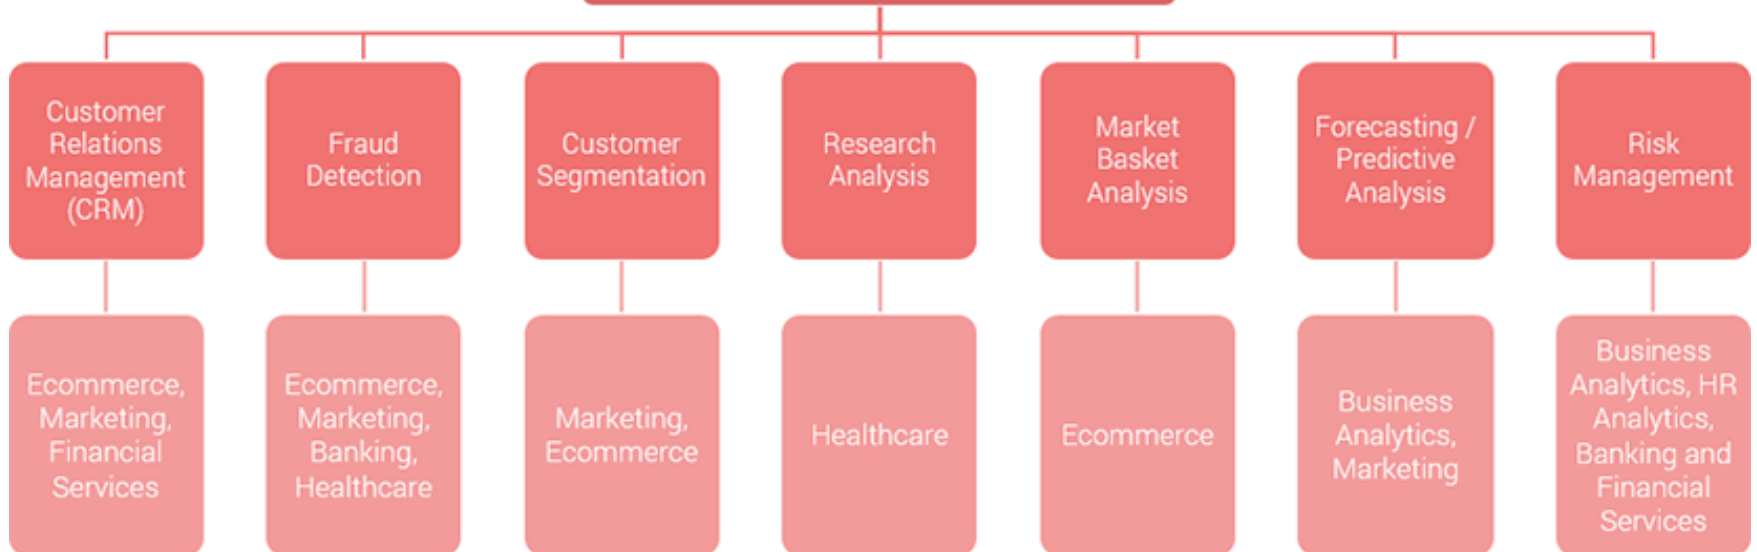 Customer
Relations
Management
(CRM)
Fraud
Detection
Customer
Segmentation
Research
Analysis
Market
Basket
Analysis
Forecasting /
Predictive
Analysis
Risk
Management
Ecommerce,
Marketing,
Financial
Services
Ecommerce,
Marketing,
Banking,
Healthcare
Marketing,
Ecommerce
Healthcare
Ecommerce
Business
Analytics,
Marketing
Business
Analytics, HR
Analytics,
Banking and
Financial
Services